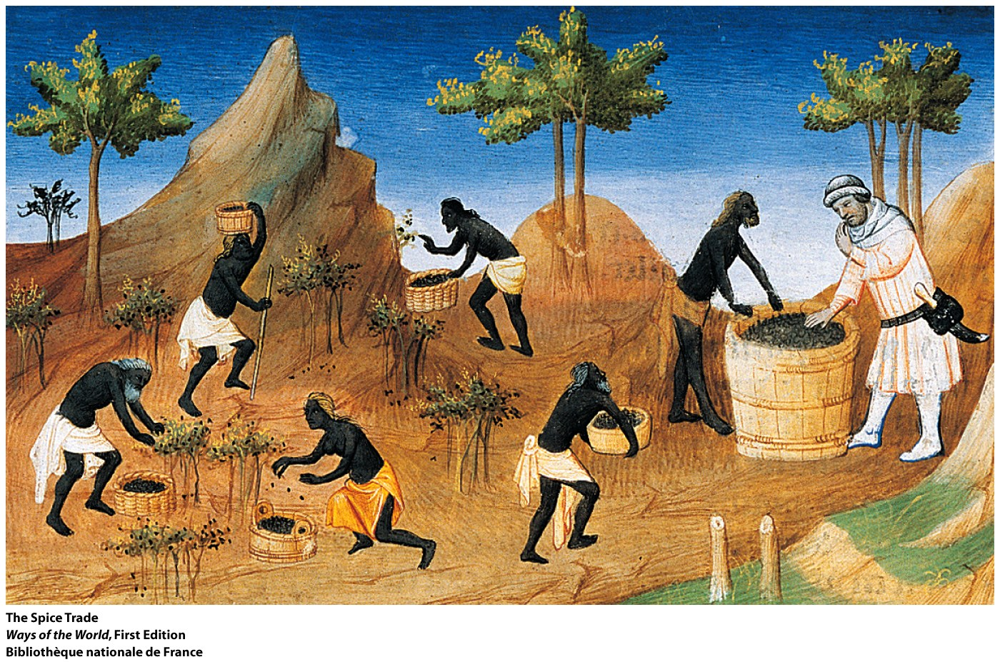 The Spice Trade
Ways of the World, First Edition
Bibliothèque nationale de France